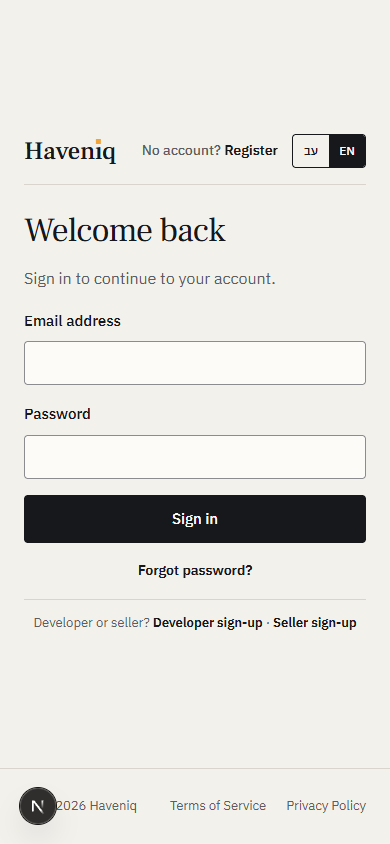 Haveniq
No account? Register
עב
EN
Welcome back
Sign in to continue to your account.
Email address
Password
Sign in
Forgot password?
Developer or seller? Developer sign-up · Seller sign-up
N
2026 Haveniq
Terms of Service
Privacy Policy